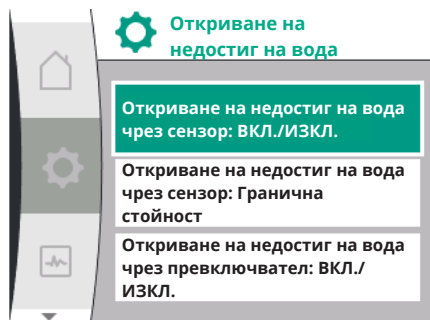 Откриване на
недостиг на вода
Откриване на недостиг на вода
чрез сензор: ВКЛ./ИЗКЛ.
Откриване на недостиг на вода
чрез сензор: Гранична
стойност
Откриване на недостиг на вода
чрез превключвател: ВКЛ./
ИЗКЛ.